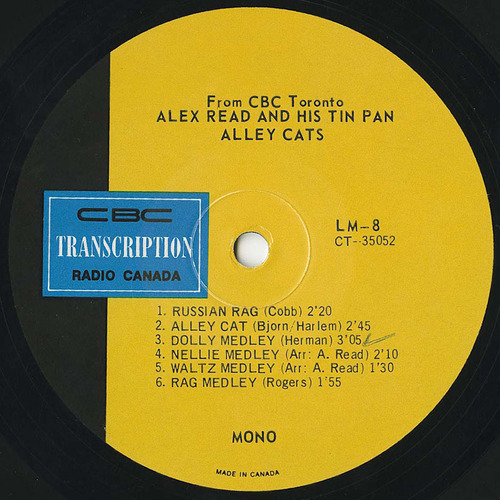 From CBC Toronto
ALEX READ AND HIS TIN PAN
ALLEY CATS
CBC
TRANSCRIPTION
RADIO CANADA
LM-8
CT--35052
1. RUSSIAN RAG (Cobb) 2'20
2. ALLEY CAT (Bjorn/Harlem) 2'45
3. DOLLY MEDLEY (Herman) 3'05
4. NELLIE MEDLEY (Arr: A. Read) 2'10
5. WALTZ MEDLEY (Arr: A. Read) 1'30
6. RAG MEDLEY (Rogers) 1'55
MONO
MADE IN CANADA